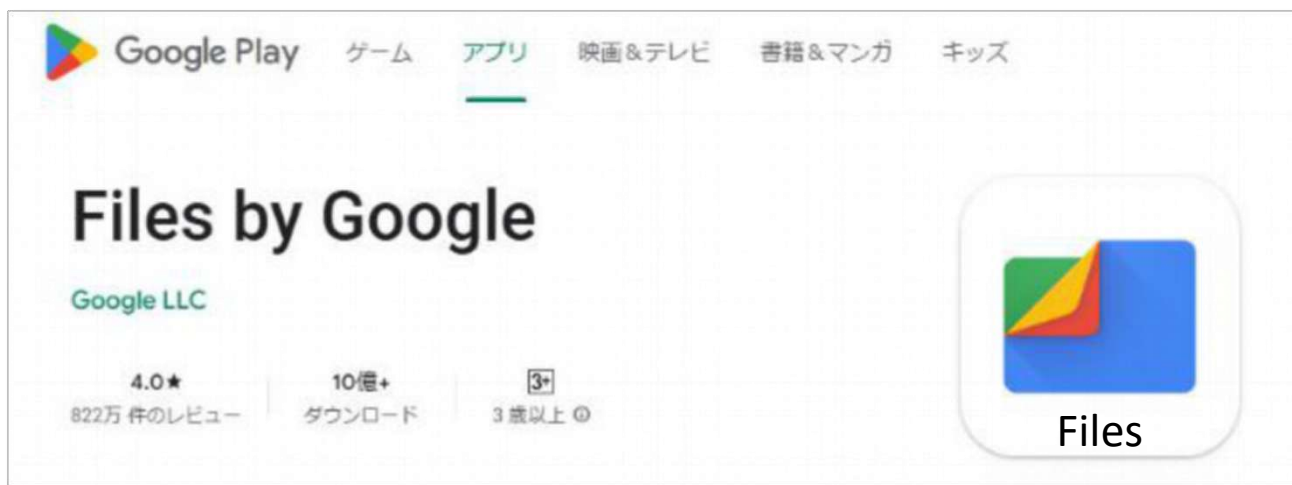 Google Play ゲーム アプリ 映画&テレビ 書籍&マンガ キッズ
Files by Google
Google LLC
4.0★ 10億+ 3+
822万 件のレビュー ダウンロード 3 歳以上
Files